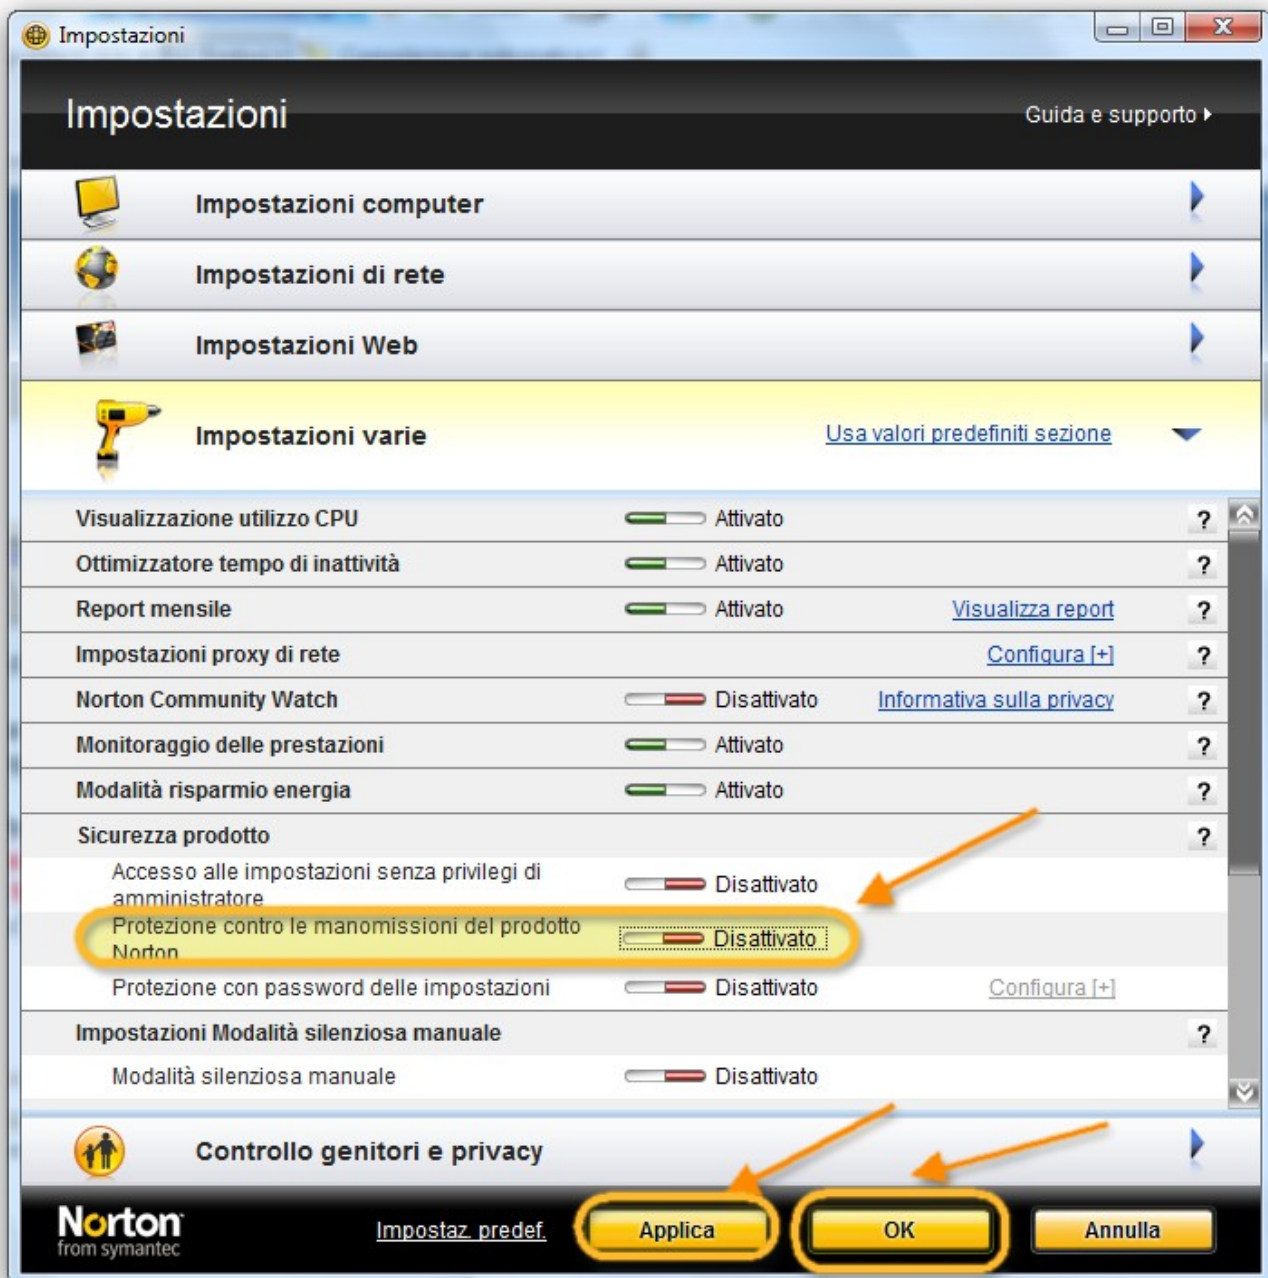 Impostazioni
Impostazioni
Guida e supporto
Impostazioni computer
Impostazioni di rete
Impostazioni Web
Impostazioni varie
Usa valori predefiniti sezione
Visualizzazione utilizzo CPU Attivato ?
Ottimizzatore tempo di inattività Attivato ?
Report mensile Attivato Visualizza report ?
Impostazioni proxy di rete Configura [+] ?
Norton Community Watch Disattivato Informativa sulla privacy ?
Monitoraggio delle prestazioni Attivato ?
Modalità risparmio energia Attivato ?
Sicurezza prodotto ?
Accesso alle impostazioni senza privilegi di
amministratore
Disattivato
Protezione contro le manomissioni del prodotto
Norton
Disattivato
Protezione con password delle impostazioni Disattivato Configura [+]
Impostazioni Modalità silenziosa manuale ?
Modalità silenziosa manuale Disattivato
Controllo genitori e privacy
Norton
from symantec
Impostaz. predef.
Applica
OK
Annulla